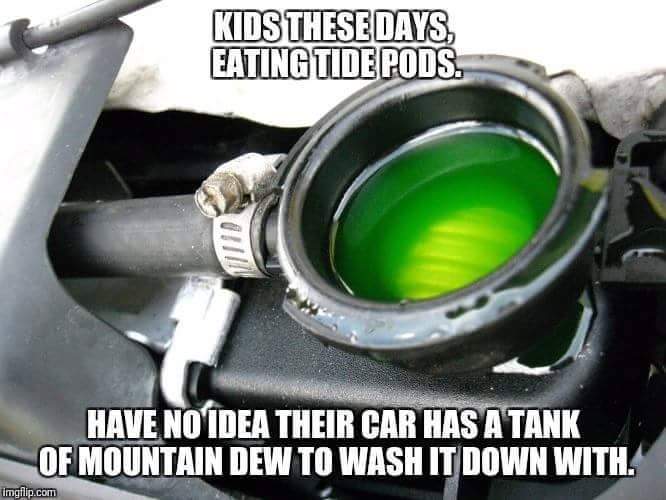 KIDS THESE DAYS,
EATING TIDE PODS.
HAVE NO IDEA THEIR CAR HAS A TANK
OF MOUNTAIN DEW TO WASH IT DOWN WITH.
imgflip.com